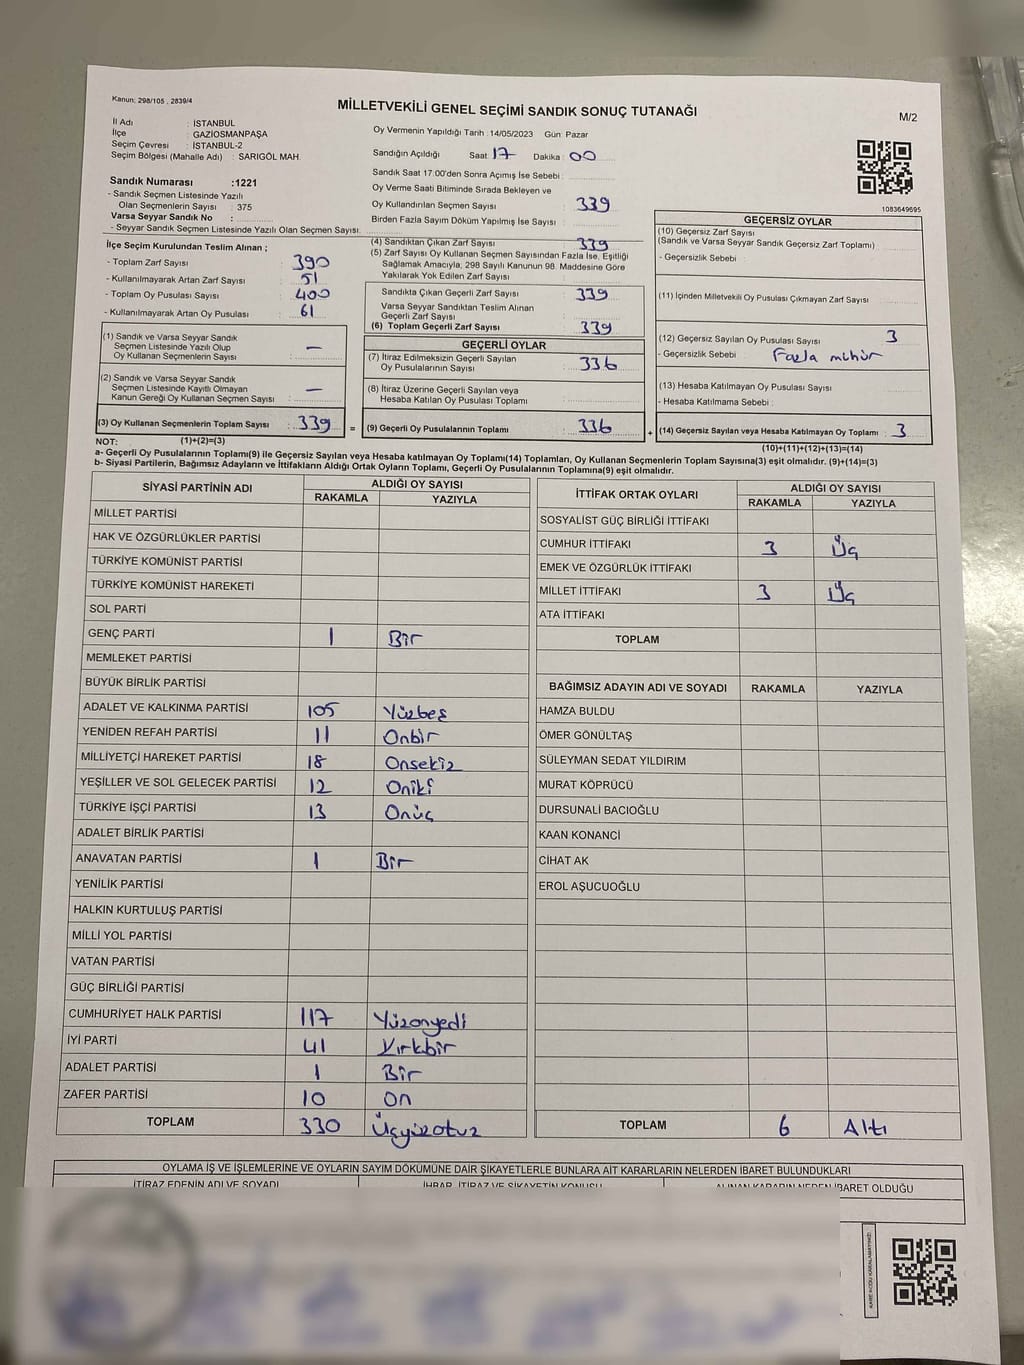 Kanun: 298/105 , 2839/4
MİLLETVEKİLİ GENEL SEÇİMİ SANDIK SONUÇ TUTANAĞI
M/2
İl Adı : İSTANBUL
İlçe : GAZİOSMANPAŞA
Seçim Çevresi : İSTANBUL-2
Seçim Bölgesi (Mahalle Adı) : SARIGÖL MAH.
Sandık Numarası :1221
- Sandık Seçmen Listesinde Yazılı
Olan Seçmenlerin Sayısı : 375
Varsa Seyyar Sandık No :
- Seyyar Sandık Seçmen Listesinde Yazılı Olan Seçmen Sayısı:
İlçe Seçim Kurulundan Teslim Alınan ;
- Toplam Zarf Sayısı : 390
- Kullanılmayarak Artan Zarf Sayısı : 51
- Toplam Oy Pusulası Sayısı : 400
- Kullanılmayarak Artan Oy Pusulası : 61
(1) Sandık ve Varsa Seyyar Sandık
Seçmen Listesinde Yazılı Olup
Oy Kullanan Seçmenlerin Sayısı : —
(2) Sandık ve Varsa Seyyar Sandık
Seçmen Listesinde Kayıtlı Olmayan
Kanun Gereği Oy Kullanan Seçmen Sayısı : —
(3) Oy Kullanan Seçmenlerin Toplam Sayısı : 339
(1)+(2)=(3)
Oy Vermenin Yapıldığı Tarih : 14/05/2023 Gün: Pazar
Sandığın Açıldığı Saat 17 Dakika : 00
Sandık Saat 17:00'den Sonra Açımış İse Sebebi :
Oy Verme Saati Bitiminde Sırada Bekleyen ve
Oy Kullandırılan Seçmen Sayısı : 339
Birden Fazla Sayım Döküm Yapılmış İse Sayısı :
(4) Sandıktan Çıkan Zarf Sayısı : 339
(5) Zarf Sayısı Oy Kullanan Seçmen Sayısından Fazla İse, Eşitliği
Sağlamak Amacıyla, 298 Sayılı Kanunun 98. Maddesine Göre
Yakılarak Yok Edilen Zarf Sayısı :
Sandıkta Çıkan Geçerli Zarf Sayısı : 339
Varsa Seyyar Sandıktan Teslim Alınan
Geçerli Zarf Sayısı :
(6) Toplam Geçerli Zarf Sayısı : 339
GEÇERLİ OYLAR
(7) İtiraz Edilmeksizin Geçerli Sayılan
Oy Pusulalarının Sayısı : 336
(8) İtiraz Üzerine Geçerli Sayılan veya
Hesaba Katılan Oy Pusulası Toplamı :
= (9) Geçerli Oy Pusulalarının Toplamı : 336
1083649695
GEÇERSİZ OYLAR
(10) Geçersiz Zarf Sayısı
(Sandık ve Varsa Seyyar Sandık Geçersiz Zarf Toplamı) :
- Geçersizlik Sebebi :
(11) İçinden Milletvekili Oy Pusulası Çıkmayan Zarf Sayısı :
(12) Geçersiz Sayılan Oy Pusulası Sayısı : 3
- Geçersizlik Sebebi : Fazla mühür
(13) Hesaba Katılmayan Oy Pusulası Sayısı :
- Hesaba Katılmama Sebebi :
+ (14) Geçersiz Sayılan veya Hesaba Katılmayan Oy Toplamı : 3
(10)+(11)+(12)+(13)=(14)
NOT:
a- Geçerli Oy Pusulalarının Toplamı(9) ile Geçersiz Sayılan veya Hesaba katılmayan Oy Toplamı(14) Toplamları, Oy Kullanan Seçmenlerin Toplam Sayısına(3) eşit olmalıdır. (9)+(14)=(3)
b- Siyasi Partilerin, Bağımsız Adayların ve İttifakların Aldığı Ortak Oyların Toplamı, Geçerli Oy Pusulalarının Toplamına(9) eşit olmalıdır.
SİYASİ PARTİNİN ADI ALDIĞI OY SAYISI
RAKAMLA YAZIYLA
MİLLET PARTİSİ
HAK VE ÖZGÜRLÜKLER PARTİSİ
TÜRKİYE KOMÜNİST PARTİSİ
TÜRKİYE KOMÜNİST HAREKETİ
SOL PARTİ
GENÇ PARTİ 1 Bir
MEMLEKET PARTİSİ
BÜYÜK BİRLİK PARTİSİ
ADALET VE KALKINMA PARTİSİ 105 Yüzbeş
YENİDEN REFAH PARTİSİ 11 Onbir
MİLLİYETÇİ HAREKET PARTİSİ 18 Onsekiz
YEŞİLLER VE SOL GELECEK PARTİSİ 12 Oniki
TÜRKİYE İŞÇİ PARTİSİ 13 Onüç
ADALET BİRLİK PARTİSİ
ANAVATAN PARTİSİ 1 Bir
YENİLİK PARTİSİ
HALKIN KURTULUŞ PARTİSİ
MİLLİ YOL PARTİSİ
VATAN PARTİSİ
GÜÇ BİRLİĞİ PARTİSİ
CUMHURİYET HALK PARTİSİ 117 Yüzonyedi
İYİ PARTİ 41 Kırkbir
ADALET PARTİSİ 1 Bir
ZAFER PARTİSİ 10 On
TOPLAM 330 Üçyüzotuz
İTTİFAK ORTAK OYLARI ALDIĞI OY SAYISI
RAKAMLA YAZIYLA
SOSYALİST GÜÇ BİRLİĞİ İTTİFAKI
CUMHUR İTTİFAKI 3 Üç
EMEK VE ÖZGÜRLÜK İTTİFAKI
MİLLET İTTİFAKI 3 Üç
ATA İTTİFAKI
TOPLAM
BAĞIMSIZ ADAYIN ADI VE SOYADI RAKAMLA YAZIYLA
HAMZA BULDU
ÖMER GÖNÜLTAŞ
SÜLEYMAN SEDAT YILDIRIM
MURAT KÖPRÜCÜ
DURSUNALİ BACIOĞLU
KAAN KONANCİ
CİHAT AK
EROL AŞUCUOĞLU
TOPLAM 6 Altı
OYLAMA İŞ VE İŞLEMLERİNE VE OYLARIN SAYIM DÖKÜMÜNE DAİR ŞİKAYETLERLE BUNLARA AİT KARARLARIN NELERDEN İBARET BULUNDUKLARI
İTİRAZ EDENİN ADI VE SOYADI İHBAR, İTİRAZ VE ŞİKAYETİN KONUSU ALINAN KARARIN NEDEN İBARET OLDUĞU
KARE KODU KARALAMAYINIZ!